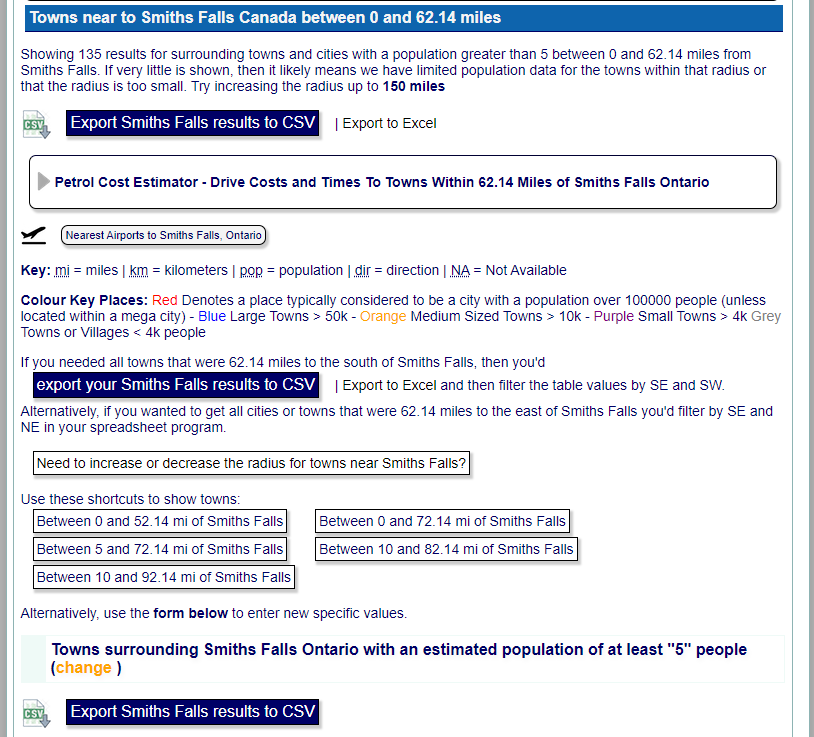 Towns near to Smiths Falls Canada between 0 and 62.14 miles
Showing 135 results for surrounding towns and cities with a population greater than 5 between 0 and 62.14 miles from
Smiths Falls. If very little is shown, then it likely means we have limited population data for the towns within that radius or
that the radius is too small. Try increasing the radius up to 150 miles
CSV Export Smiths Falls results to CSV | Export to Excel
Petrol Cost Estimator - Drive Costs and Times To Towns Within 62.14 Miles of Smiths Falls Ontario
Nearest Airports to Smiths Falls, Ontario
Key: mi = miles | km = kilometers | pop = population | dir = direction | NA = Not Available
Colour Key Places: Red Denotes a place typically considered to be a city with a population over 100000 people (unless
located within a mega city) - Blue Large Towns > 50k - Orange Medium Sized Towns > 10k - Purple Small Towns > 4k Grey
Towns or Villages < 4k people
If you needed all towns that were 62.14 miles to the south of Smiths Falls, then you'd
export your Smiths Falls results to CSV | Export to Excel and then filter the table values by SE and SW.
Alternatively, if you wanted to get all cities or towns that were 62.14 miles to the east of Smiths Falls you'd filter by SE and
NE in your spreadsheet program.
Need to increase or decrease the radius for towns near Smiths Falls?
Use these shortcuts to show towns:
Between 0 and 52.14 mi of Smiths Falls Between 0 and 72.14 mi of Smiths Falls
Between 5 and 72.14 mi of Smiths Falls Between 10 and 82.14 mi of Smiths Falls
Between 10 and 92.14 mi of Smiths Falls
Alternatively, use the form below to enter new specific values.
Towns surrounding Smiths Falls Ontario with an estimated population of at least "5" people
(change )
CSV Export Smiths Falls results to CSV